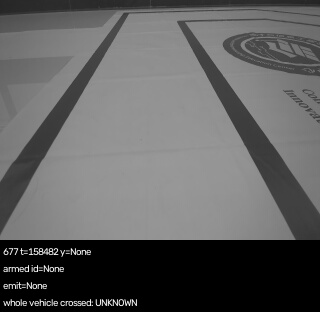 677 t=158482 y=None
armed id=None
emit=None
whole vehicle crossed: UNKNOWN